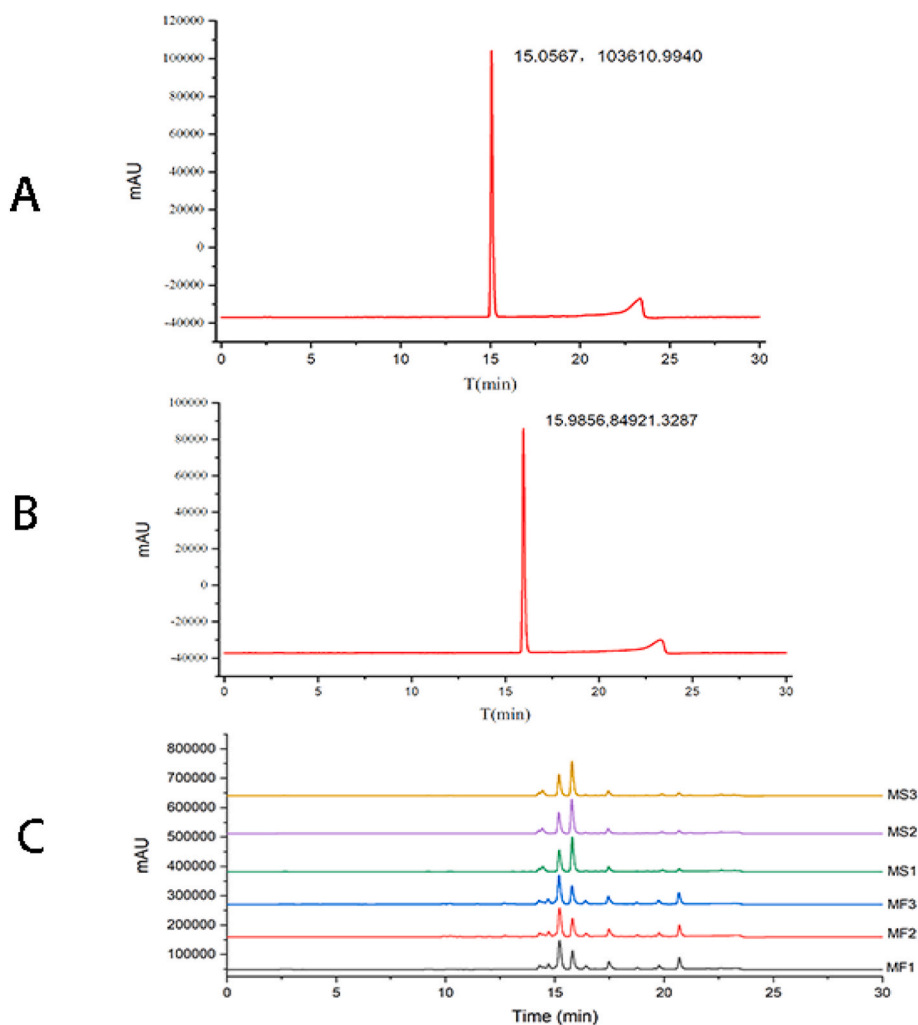 A
mAU
120000
100000
80000
60000
40000
20000
0
-20000
-40000
15.0567, 103610.9940
0 5 10 15 20 25 30
T(min)
B
mAU
100000
80000
60000
40000
20000
0
-20000
-40000
15.9856,84921.3287
0 5 10 15 20 25 30
T(min)
C
mAU
800000
700000
600000
500000
400000
300000
200000
100000
MS3
MS2
MS1
MF3
MF2
MF1
0 5 10 15 20 25 30
Time (min)